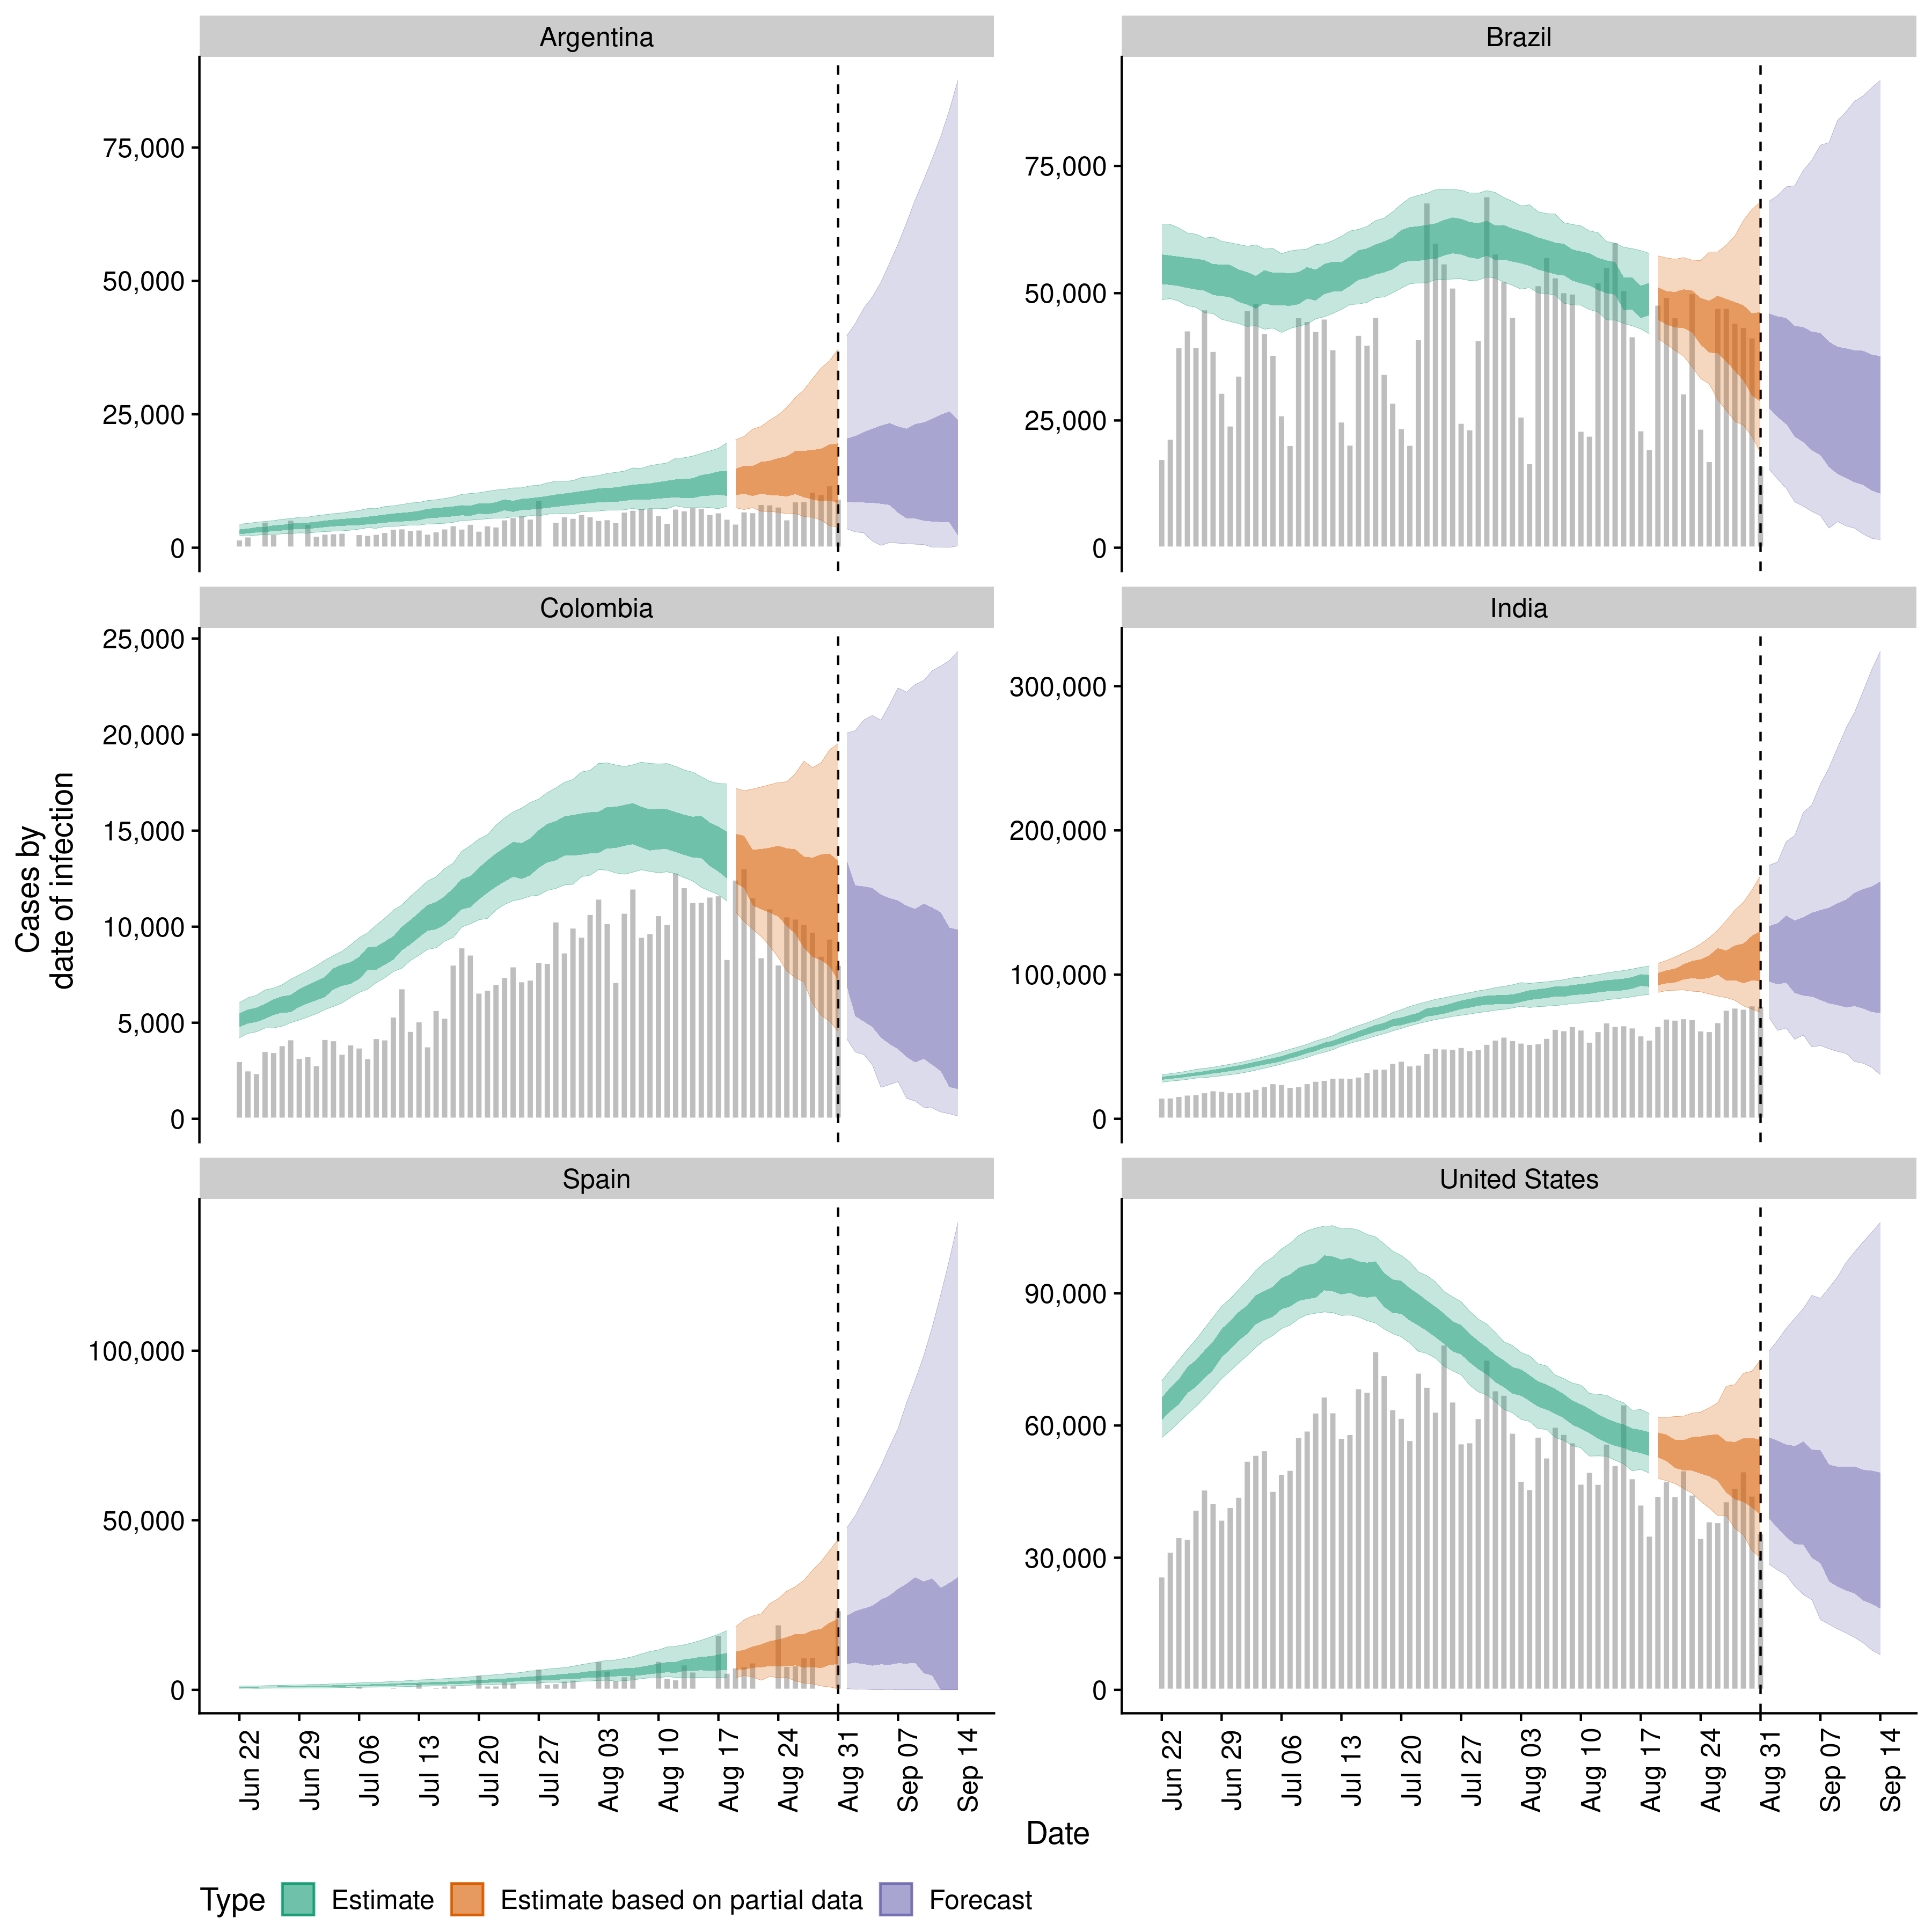 Argentina
Brazil
75,000
50,000
25,000
0
75,000
50,000
25,000
0
Colombia
India
25,000
20,000
15,000
10,000
5,000
0
300,000
200,000
100,000
0
Spain
United States
100,000
50,000
0
90,000
60,000
30,000
0
Cases by
date of infection
Jun 22
Jun 29
Jul 06
Jul 13
Jul 20
Jul 27
Aug 03
Aug 10
Aug 17
Aug 24
Aug 31
Sep 07
Sep 14
Jun 22
Jun 29
Jul 06
Jul 13
Jul 20
Jul 27
Aug 03
Aug 10
Aug 17
Aug 24
Aug 31
Sep 07
Sep 14
Date
Type Estimate Estimate based on partial data Forecast